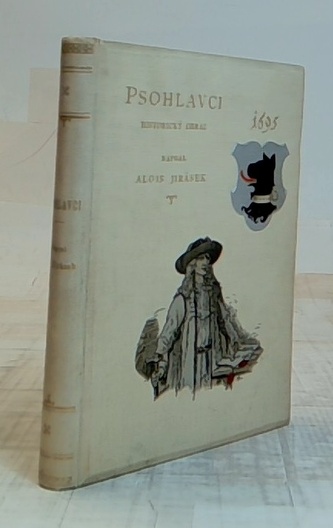 PSOHLAVCI
HISTORICKÝ OBRAZ
NAPSAL
ALOIS JIRÁSEK
1695